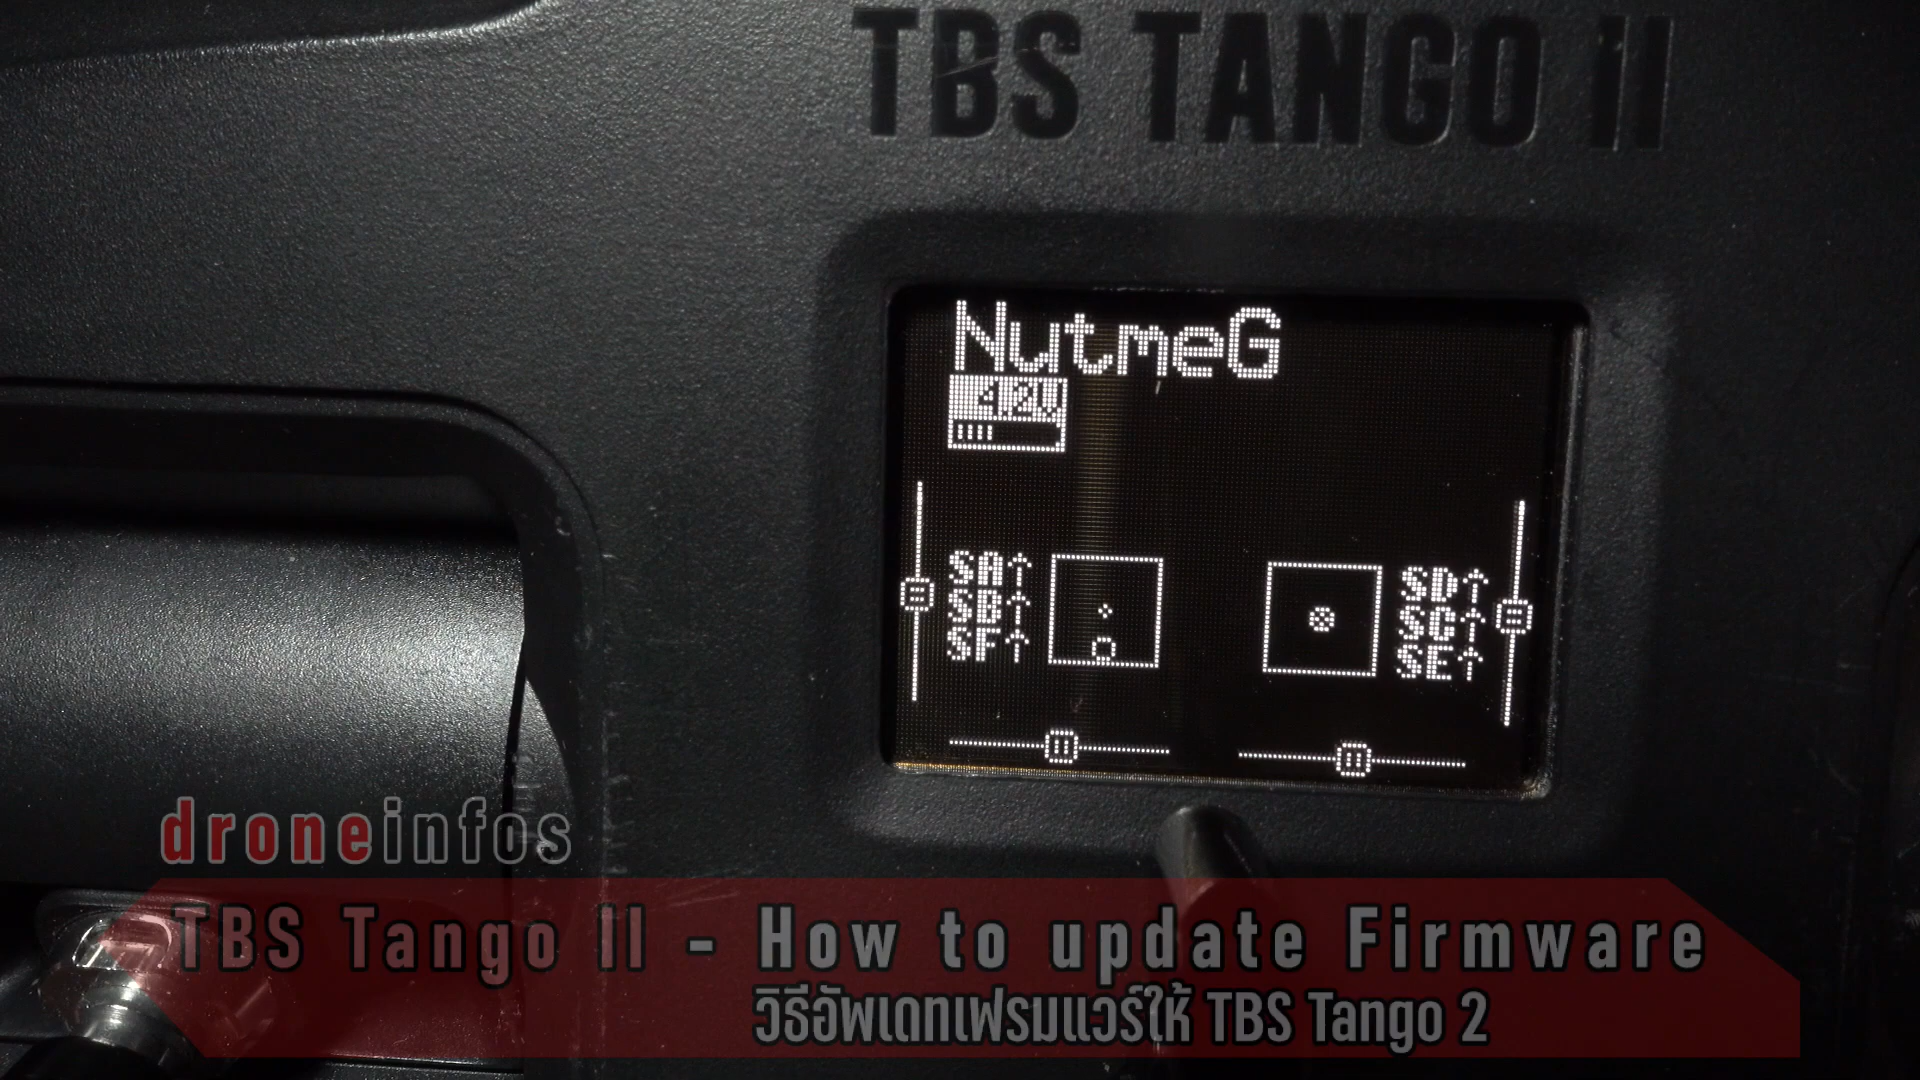 TBS TANGO II
NutmeG
4.2V
SA↑
SB↑
SF↑
SD↑
SC↑
SE↑
droneinfos
TBS Tango II - How to update Firmware
วิธีอัพเดทเฟรมแวร์ให้ TBS Tango 2